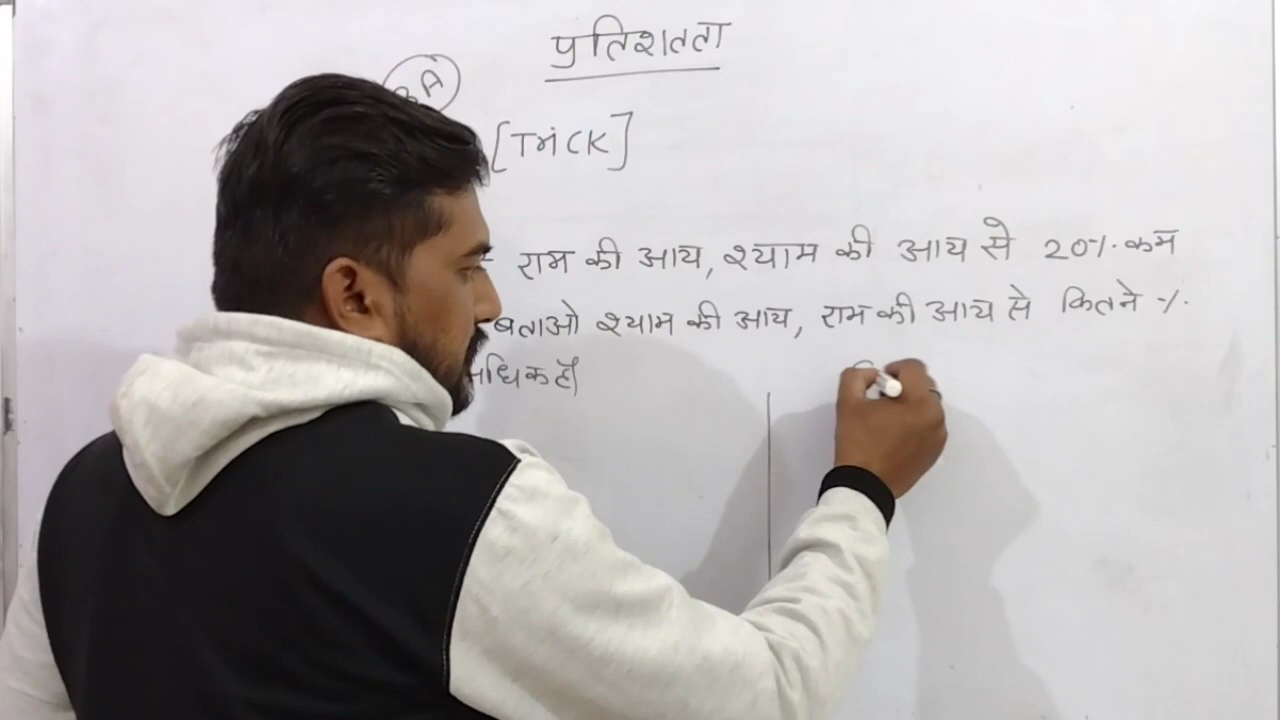 प्रतिशतता
A
[Trick]
राम की आय, श्याम की आय से 20% कम
बताओ श्याम की आय, राम की आय से कितने %
अधिक है